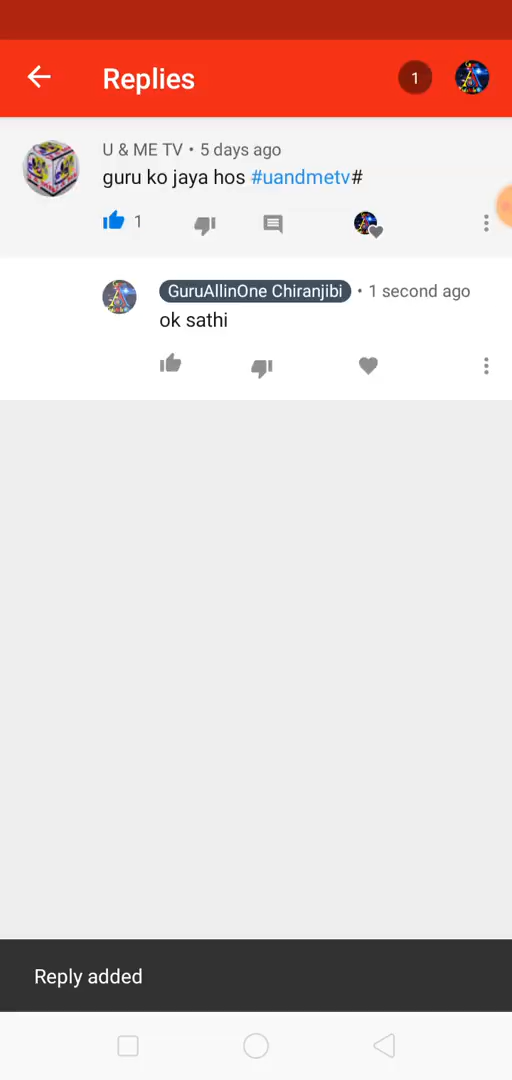 Replies
1
U & ME TV • 5 days ago
guru ko jaya hos #uandmetv#
1
GuruAllinOne Chiranjibi • 1 second ago
ok sathi
Reply added